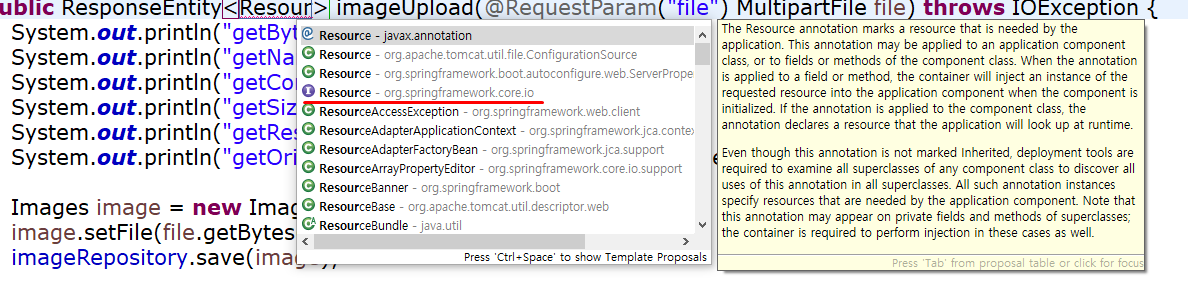 ublic ResponseEntity<Resour> imageUpload(@RequestParam("file") MultipartFile file) throws IOException {
System.out.println("getByt
System.out.println("getNa
System.out.println("getCo
System.out.println("getSiz
System.out.println("getRes
System.out.println("getOri
Images image = new Imag
image.setFile(file.getBytes
imageRepository.save(image);
Resource - javax.annotation
Resource - org.apache.tomcat.util.file.ConfigurationSource
Resource - org.springframework.boot.autoconfigure.web.ServerPrope
Resource - org.springframework.core.io
ResourceAccessException - org.springframework.web.client
ResourceAdapterApplicationContext - org.springframework.jca.contex
ResourceAdapterFactoryBean - org.springframework.jca.support
ResourceArrayPropertyEditor - org.springframework.core.io.support
ResourceBanner - org.springframework.boot
ResourceBase - org.apache.tomcat.util.descriptor.web
ResourceBundle - java.util
Press 'Ctrl+Space' to show Template Proposals
The Resource annotation marks a resource that is needed by the
application. This annotation may be applied to an application component
class, or to fields or methods of the component class. When the annotation
is applied to a field or method, the container will inject an instance of the
requested resource into the application component when the component is
initialized. If the annotation is applied to the component class, the
annotation declares a resource that the application will look up at runtime.
Even though this annotation is not marked Inherited, deployment tools are
required to examine all superclasses of any component class to discover all
uses of this annotation in all superclasses. All such annotation instances
specify resources that are needed by the application component. Note that
this annotation may appear on private fields and methods of superclasses;
the container is required to perform injection in these cases as well.
Press 'Tab' from proposal table or click for focus